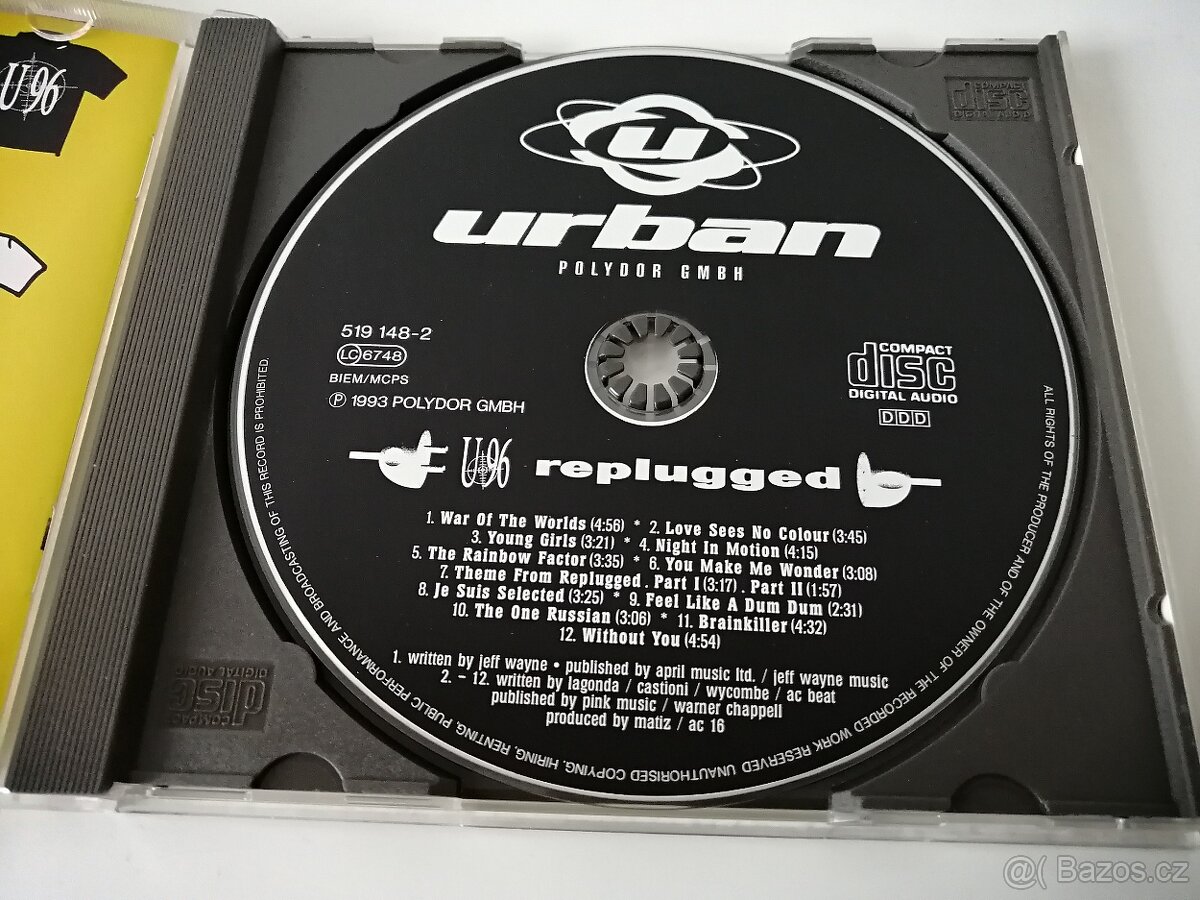 U96
COMPACT
disc
DIGITAL AUDIO
u
urban
POLYDOR GMBH
519 148-2
LC 6748
BIEM/MCPS
℗ 1993 POLYDOR GMBH
COMPACT
disc
DIGITAL AUDIO
DDD
U96 replugged
1. War Of The Worlds (4:56) * 2. Love Sees No Colour (3:45)
3. Young Girls (3:21) * 4. Night In Motion (4:15)
5. The Rainbow Factor (3:35) * 6. You Make Me Wonder (3:08)
7. Theme From Replugged . Part I (3:17) . Part II (1:57)
8. Je Suis Selected (3:25) * 9. Feel Like A Dum Dum (2:31)
10. The One Russian (3:06) * 11. Brainkiller (4:32)
12. Without You (4:54)
1. written by jeff wayne • published by april music ltd. / jeff wayne music
2. - 12. written by lagonda / castioni / wycombe / ac beat
published by pink music / warner chappell
produced by matiz / ac 16
ALL RIGHTS OF THE PRODUCER AND OF THE OWNER OF THE RECORDED WORK RESERVED. UNAUTHORISED COPYING, HIRING, RENTING, PUBLIC PERFORMANCE AND BROADCASTING OF THIS RECORD IS PROHIBITED.
COMPACT
disc
DIGITAL AUDIO
@( Bazos.cz